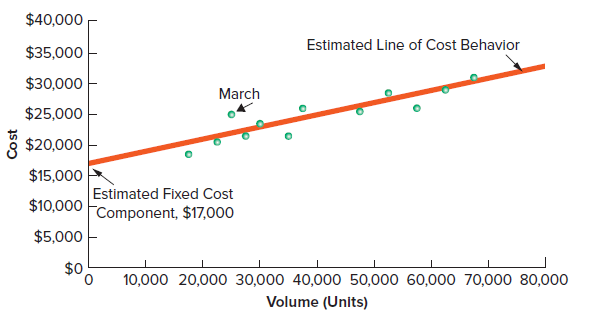 $40,000
$35,000
Estimated Line of Cost Behavior
$30,000
March
$25,000
Cost
$20,000
$15,000
Estimated Fixed Cost
$10,000
Component, $17,000
$5,000
$0
0 10,000 20,000 30,000 40,000 50,000 60,000 70,000 80,000
Volume (Units)